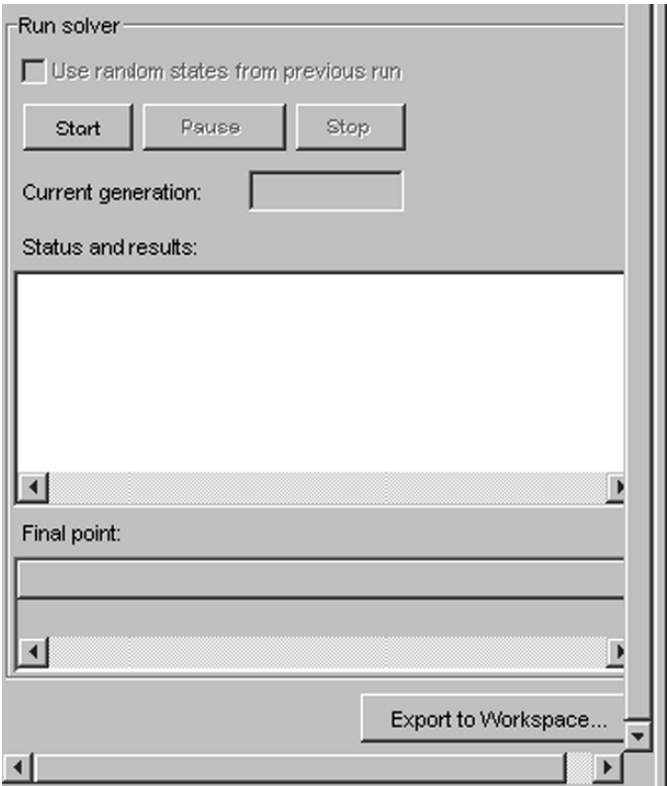 Run solver
Use random states from previous run
Start Pause Stop
Current generation:
Status and results:
Final point:
Export to Workspace...